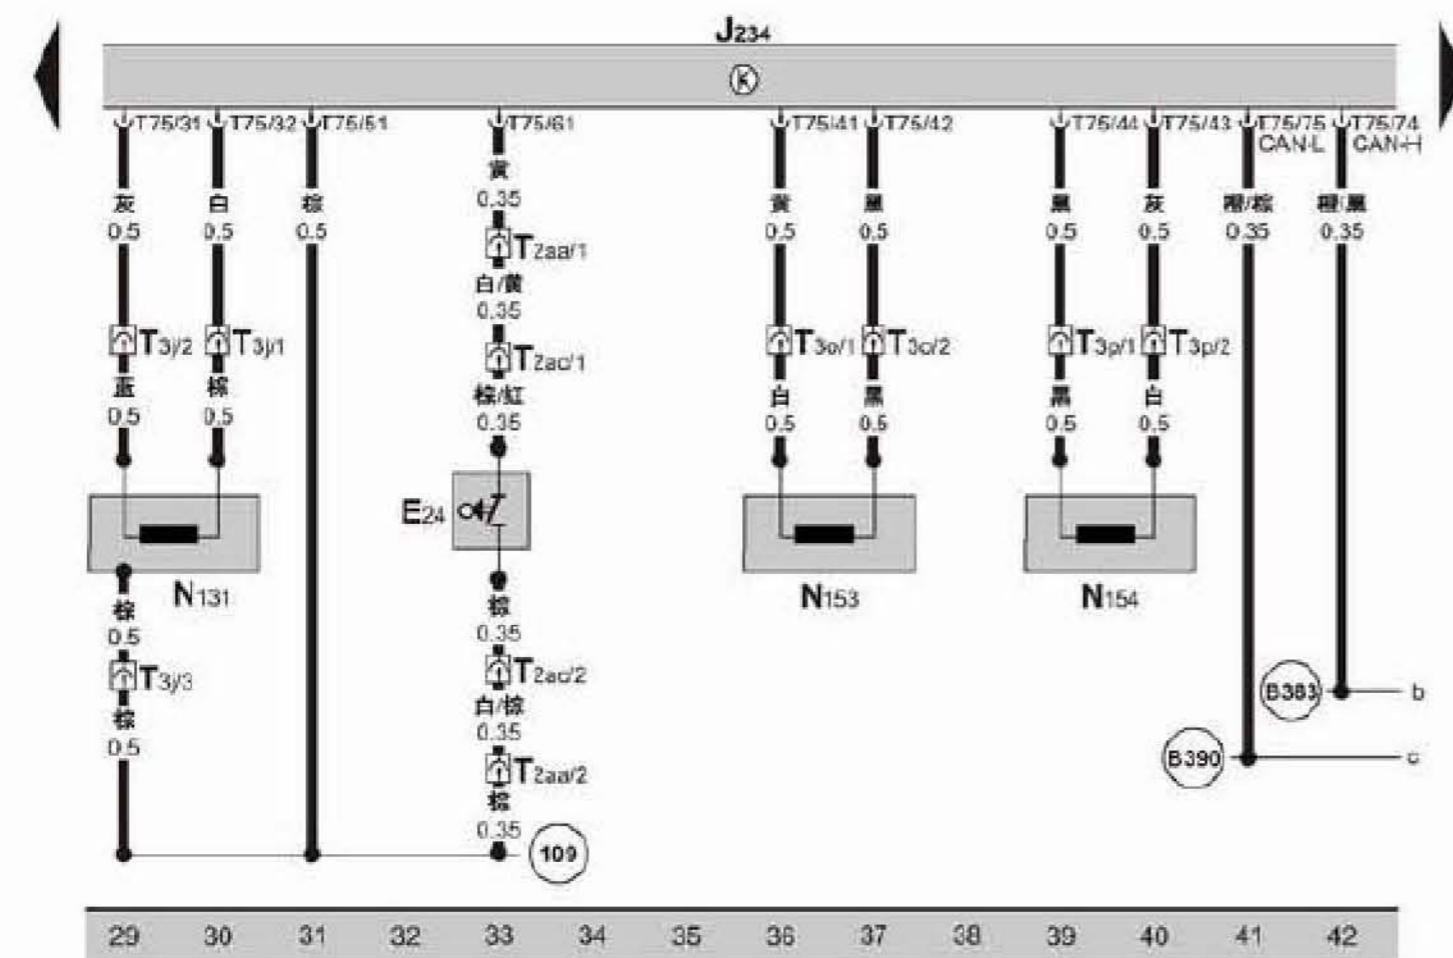 J234
K
T75/31 T75/32 T75/51 T75/61 T75/41 T75/42 T75/44 T75/43 T75/75 T75/74
CAN-L CAN-H
黄
0.35
灰 白 棕 黄 黑 黑 灰 橙/棕 橙/黑
0.5 0.5 0.5 0.5 0.5 0.5 0.5 0.35 0.35
T2aa/1
白/黄
0.35
T3j/2 T3j/1 T2ac/1 T3o/1 T3o/2 T3p/1 T3p/2
蓝 棕 棕/紅 白 黑 黑 白
0.5 0.5 0.35 0.5 0.5 0.5 0.5
E24
N131 N153 N154
棕 棕
0.5 0.35
T3j/3 T2ac/2
B383 b
棕 白/棕
0.5 0.35
B390 c
T2aa/2
棕
0.35
109
29 30 31 32 33 34 35 36 37 38 39 40 41 42